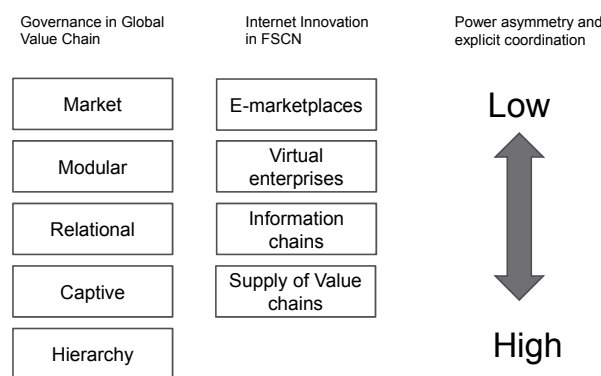 Governance in Global
Value Chain
Internet Innovation
in FSCN
Power asymmetry and
explicit coordination
Market
E-marketplaces
Low
Modular
Virtual
enterprises
Relational
Information
chains
Captive
Supply of Value
chains
Hierarchy
High